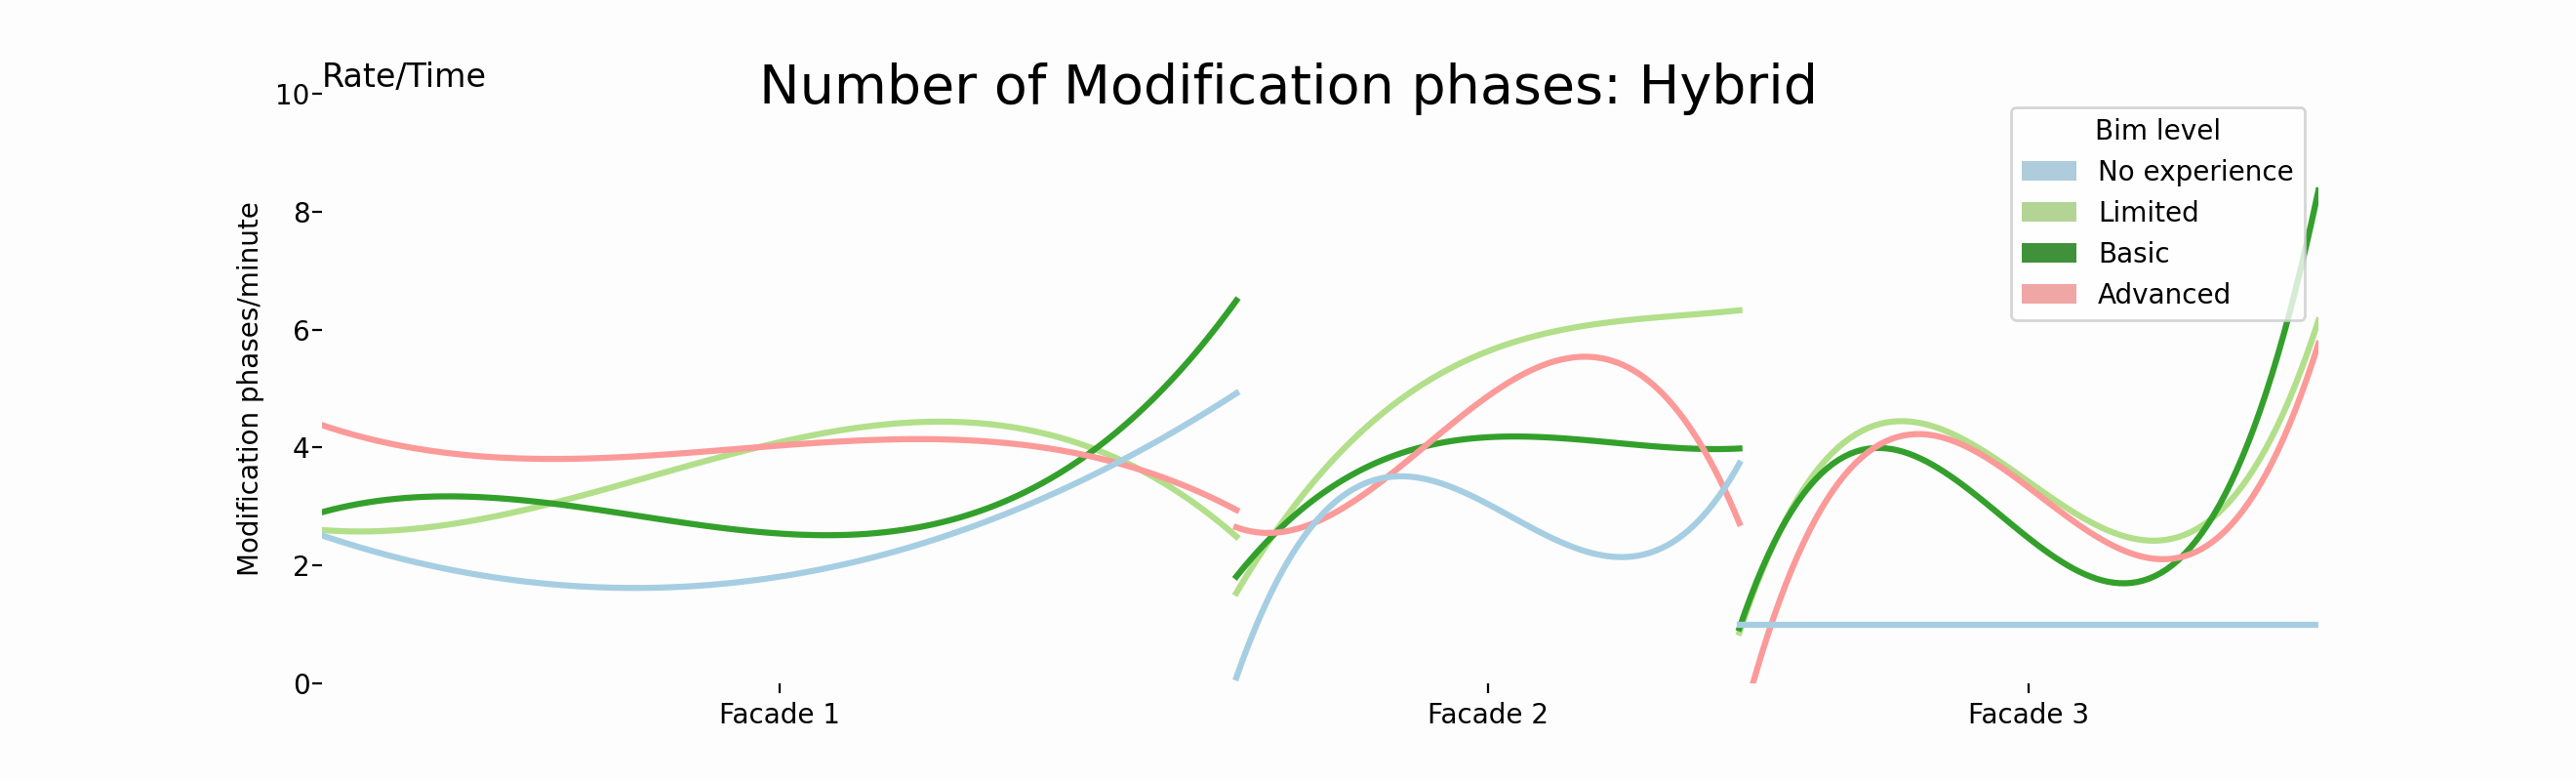 Rate/Time
Number of Modification phases: Hybrid
Modification phases/minute
10
8
6
4
2
0
Bim level
No experience
Limited
Basic
Advanced
Facade 1
Facade 2
Facade 3